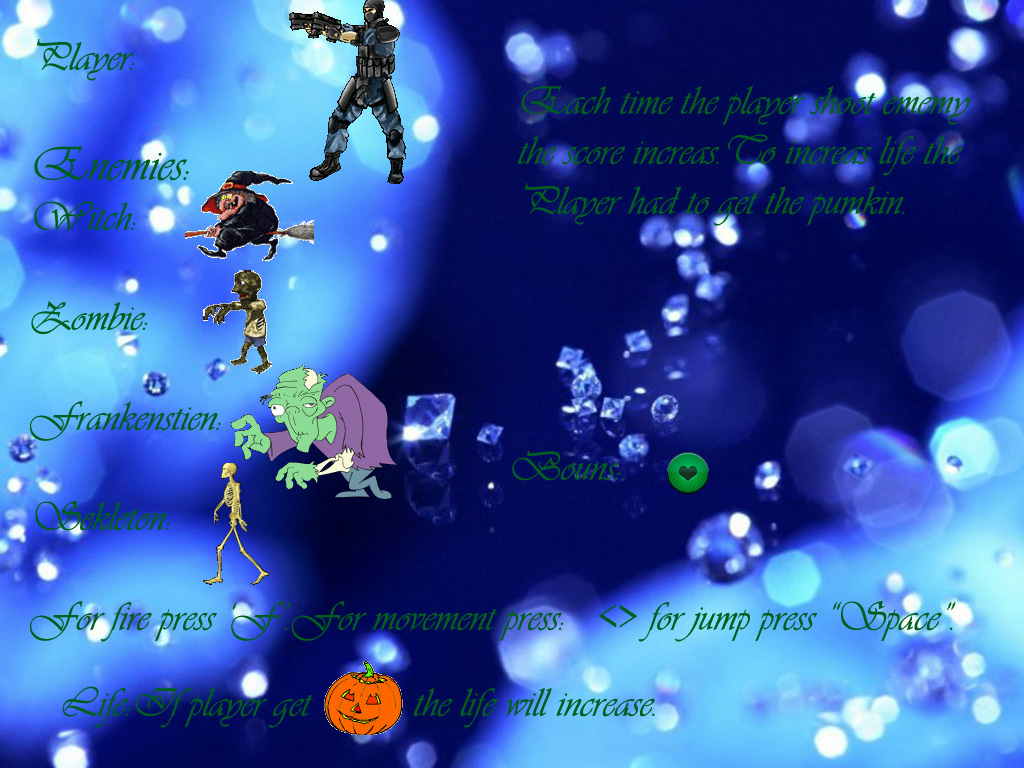 Player:
Each time the player shoot ememy
the score increas.To increas life the
Player had to get the pumkin.
Enemies:
Witch:
Zombie:
Frankenstien:
Bouns:
Sekleton:
For fire press 'F'.For movement press: <> for jump press "Space".
Life:If player get the life will increase.